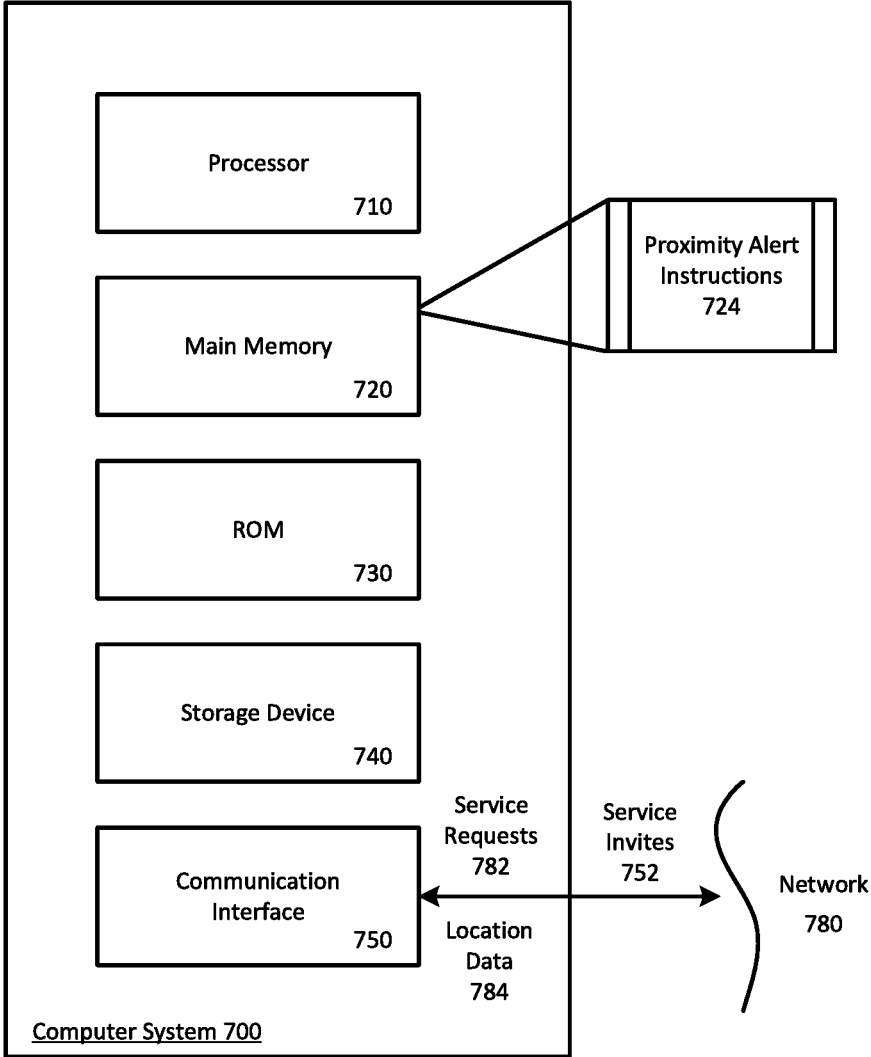 Processor
710
Proximity Alert
Instructions
724
Main Memory
720
ROM
730
Storage Device
740
Service
Requests
782
Service
Invites
752
Communication
Interface
750
Location
Data
784
Network
780
Computer System 700